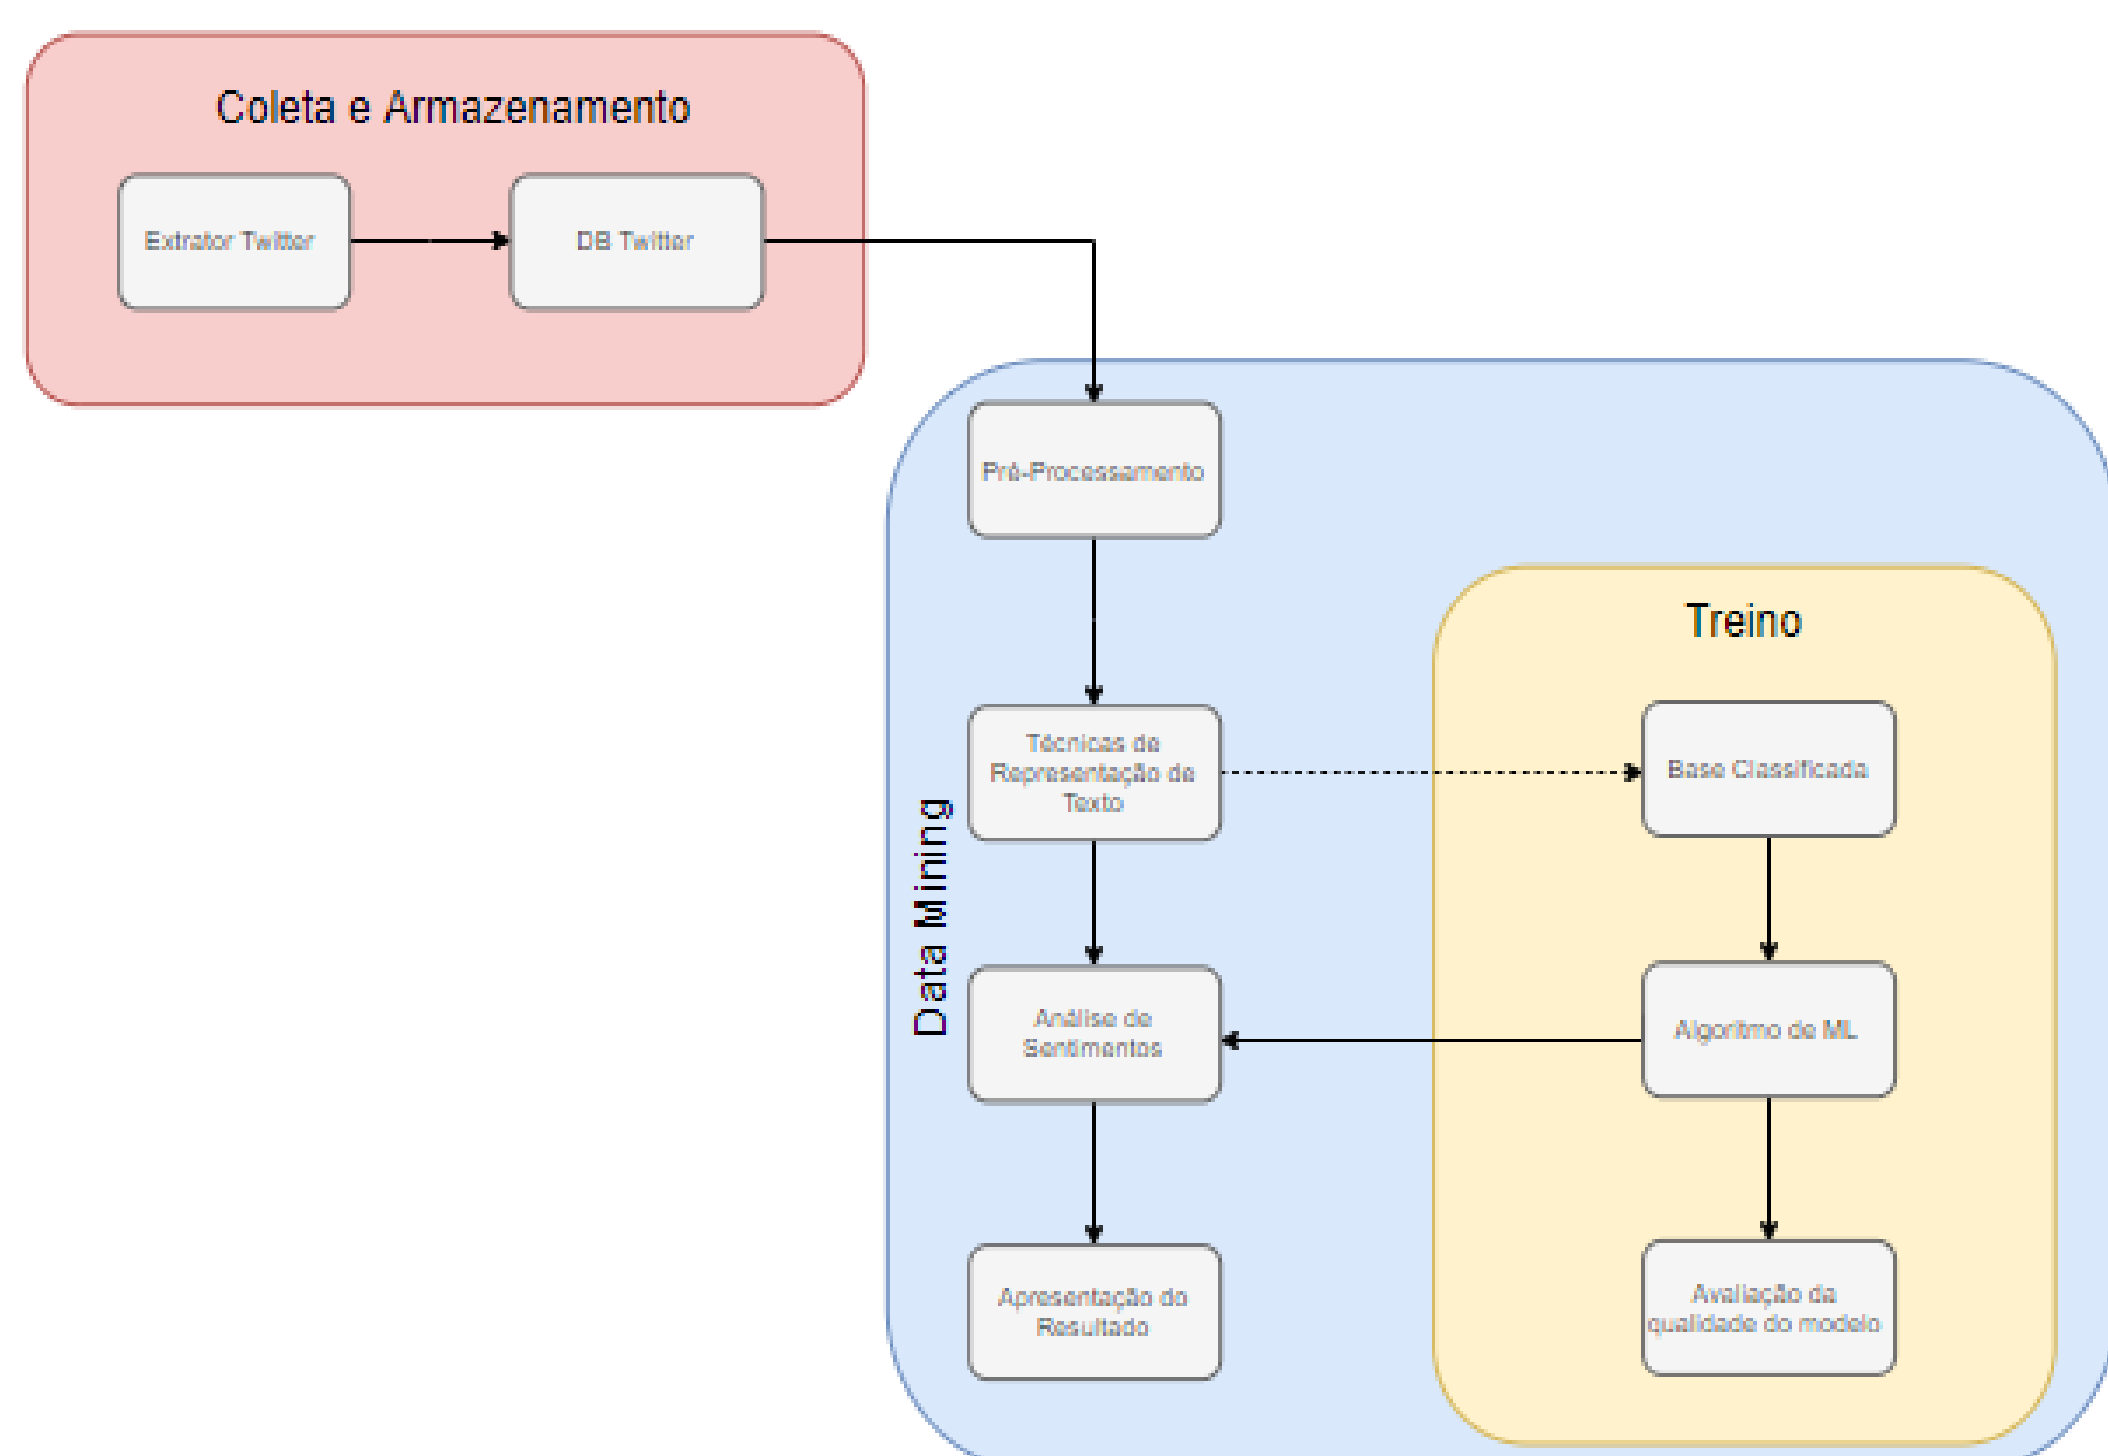 Coleta e Armazenamento
Extrator Twitter
DB Twitter
Pré-Processamento
Data Mining
Técnicas de
Representação de
Texto
Análise de
Sentimentos
Apresentação do
Resultado
Treino
Base Classificada
Algoritmo de ML
Avaliação da
qualidade do modelo